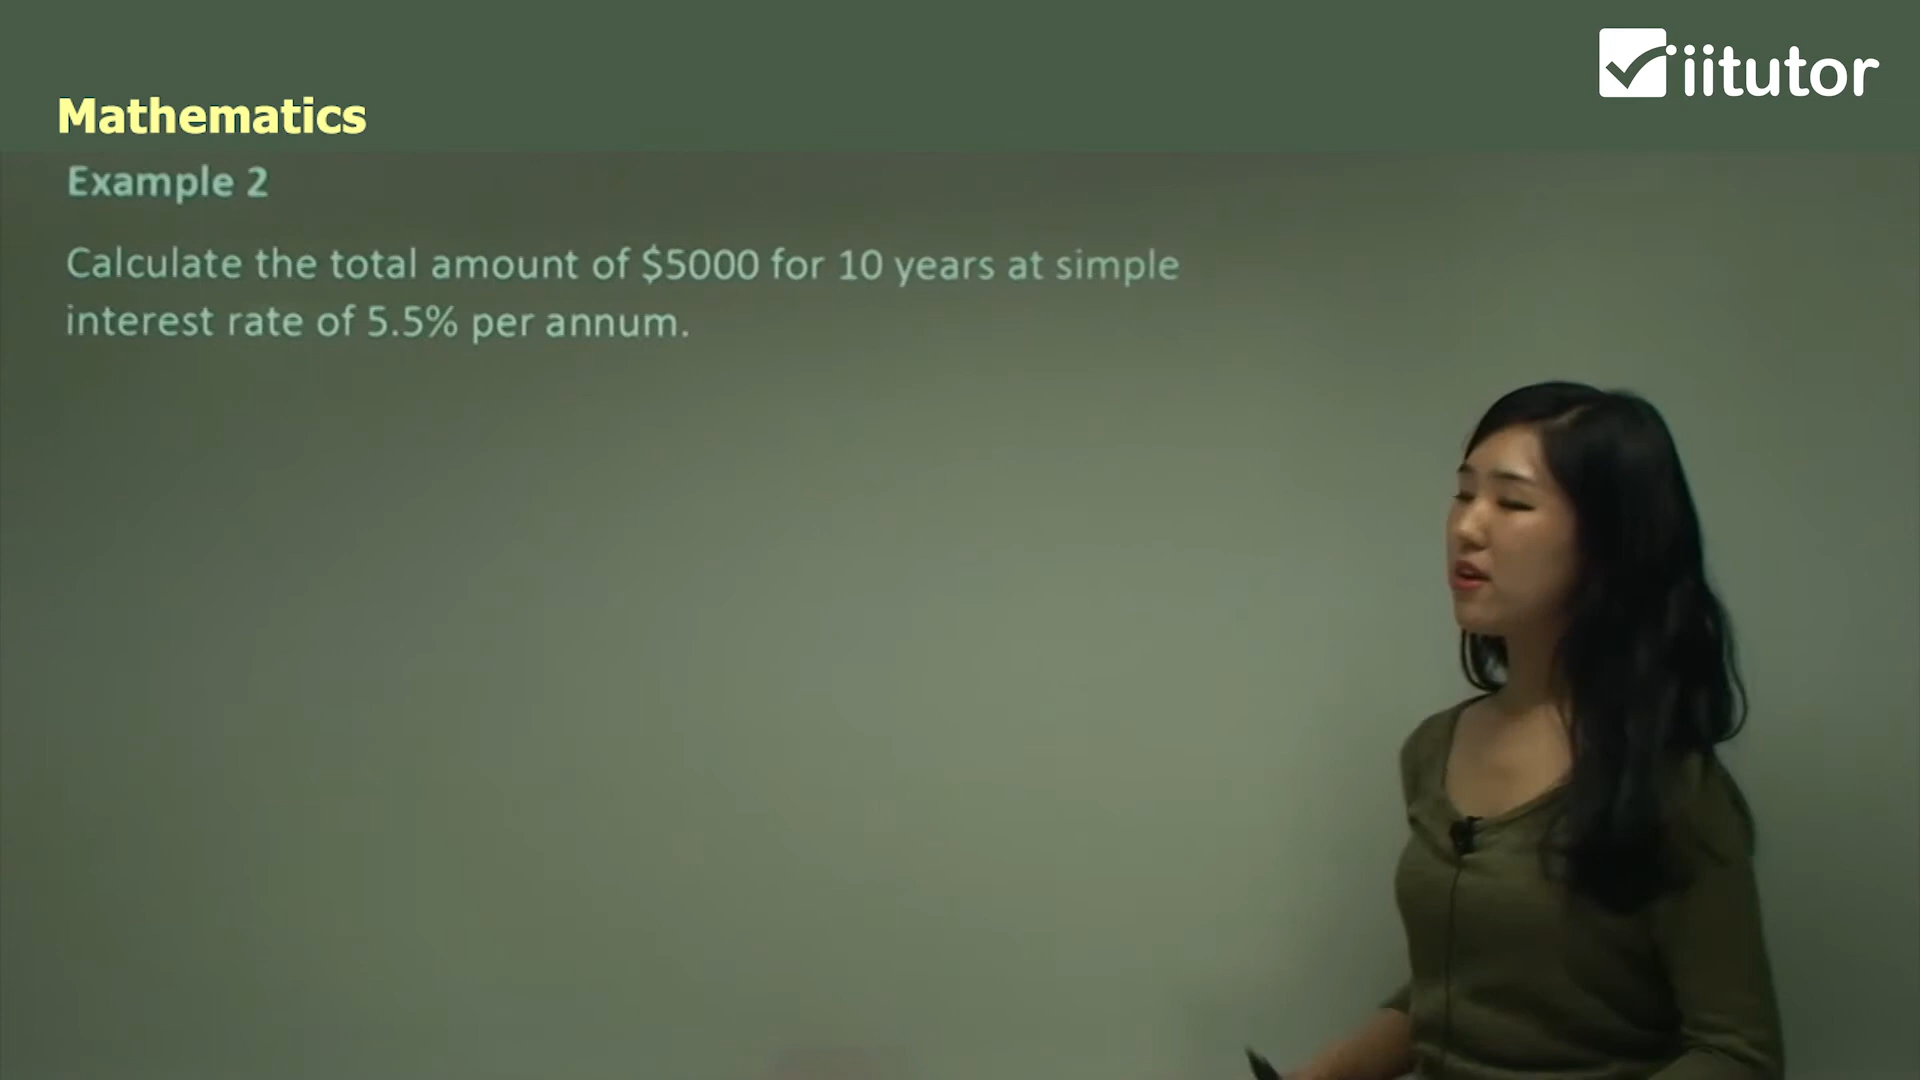 iitutor
Mathematics
Example 2
Calculate the total amount of $5000 for 10 years at simple
interest rate of 5.5% per annum.